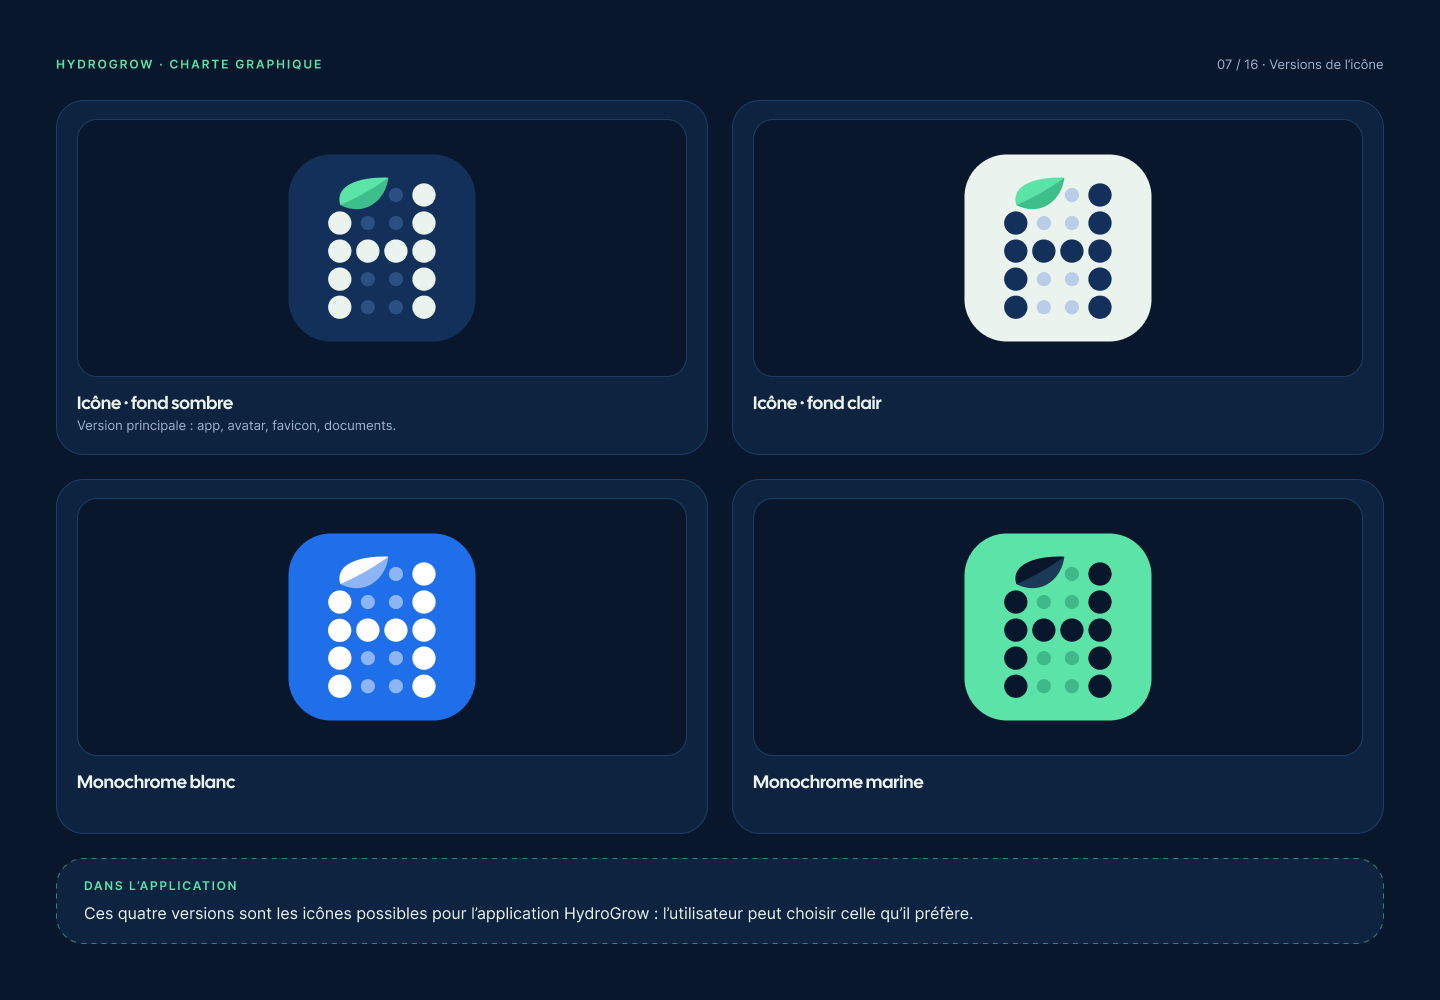 HYDROGROW · CHARTE GRAPHIQUE
07 / 16 · Versions de l’icône
Icône · fond sombre
Version principale : app, avatar, favicon, documents.
Icône · fond clair
Monochrome blanc
Monochrome marine
DANS L’APPLICATION
Ces quatre versions sont les icônes possibles pour l’application HydroGrow : l’utilisateur peut choisir celle qu’il préfère.